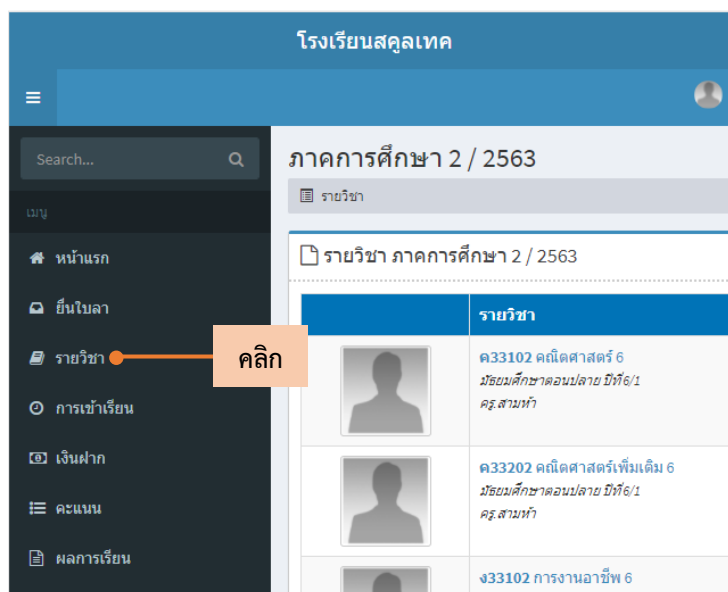 โรงเรียนสคูลเทค
Search...
เมนู
หน้าแรก
ยื่นใบลา
รายวิชา
คลิก
การเข้าเรียน
เงินฝาก
คะแนน
ผลการเรียน
ภาคการศึกษา 2 / 2563
รายวิชา
รายวิชา ภาคการศึกษา 2 / 2563
รายวิชา
ค33102 คณิตศาสตร์ 6
มัธยมศึกษาตอนปลาย ปีที่6/1
ครู.สามห้า
ค33202 คณิตศาสตร์เพิ่มเติม 6
มัธยมศึกษาตอนปลาย ปีที่6/1
ครู.สามห้า
ง33102 การงานอาชีพ 6